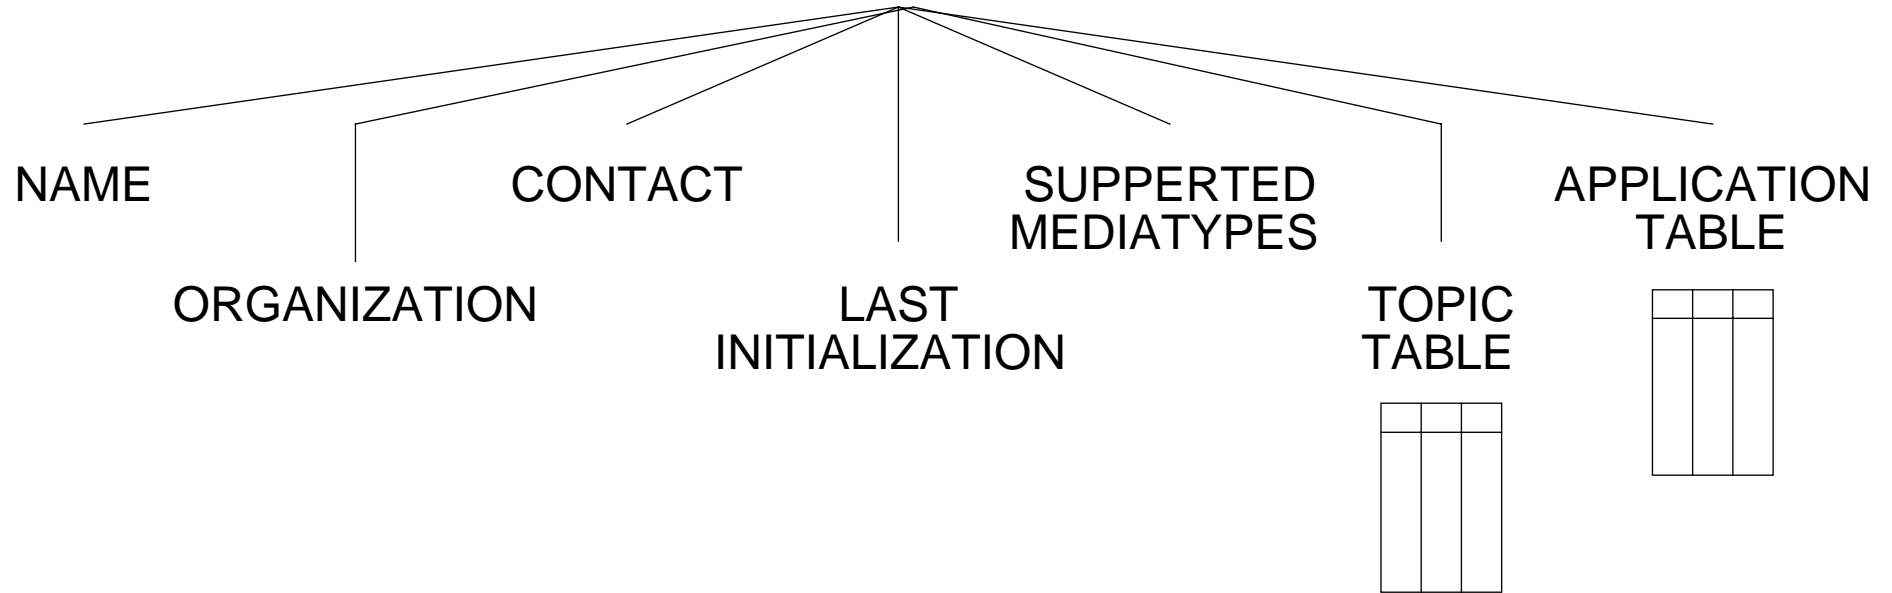 NAME
ORGANIZATION
CONTACT
LAST
INITIALIZATION
SUPPERTED
MEDIATYPES
TOPIC
TABLE
APPLICATION
TABLE